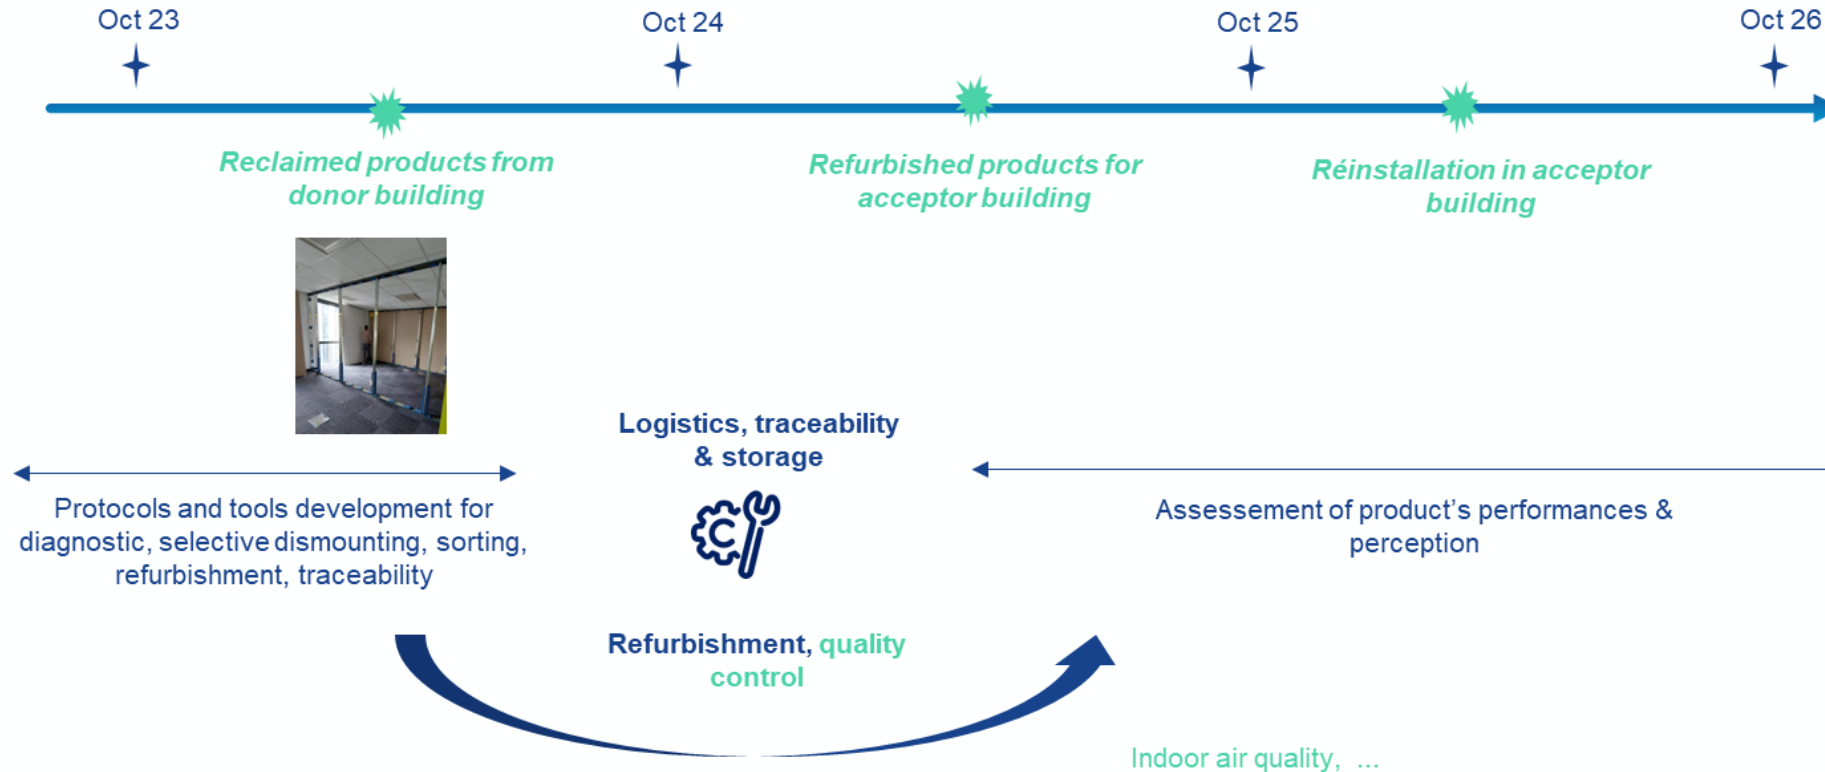 Oct 23
Oct 24
Oct 25
Oct 26
Reclaimed products from
donor building
Refurbished products for
acceptor building
Réinstallation in acceptor
building
Logistics, traceability
& storage
Protocols and tools development for
diagnostic, selective dismounting, sorting,
refurbishment, traceability
Assessement of product’s performances &
perception
Refurbishment, quality
control
Indoor air quality, ...